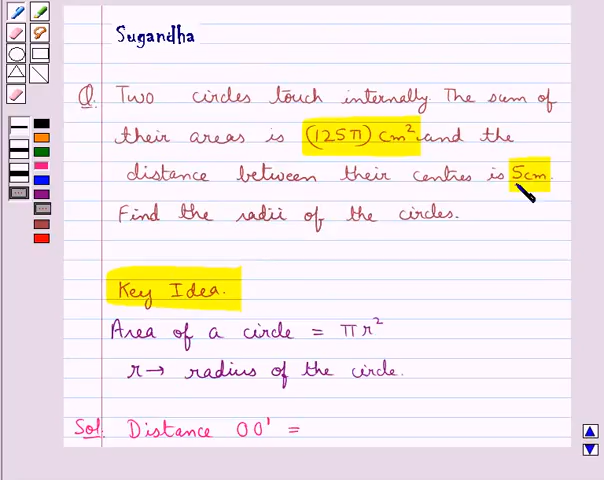 Sugandha
Q. Two circles touch internally. The sum of
their areas is (125π) cm² and the
distance between their centres is 5cm.
Find the radii of the circles.
Key Idea.
Area of a circle = πr²
r → radius of the circle.
Sol. Distance OO' =